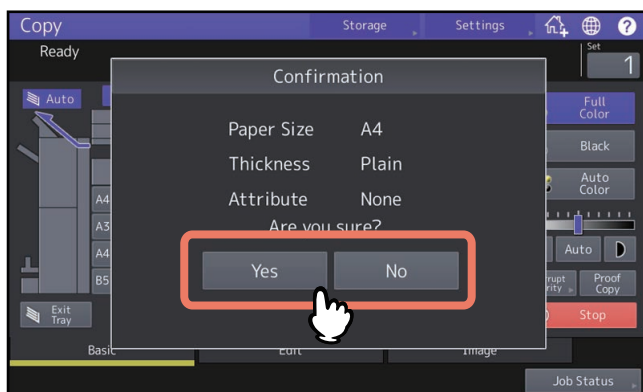 Copy
Storage
Settings
?
Ready
Set
1
Confirmation
Auto
Full
Color
Paper Size A4
Black
Thickness Plain
Auto
Color
Attribute None
A4
Are you sure?
A3
A4
Auto
Yes
No
B5
Proof
Copy
Exit
Tray
Stop
Basic
Edit
Image
Job Status